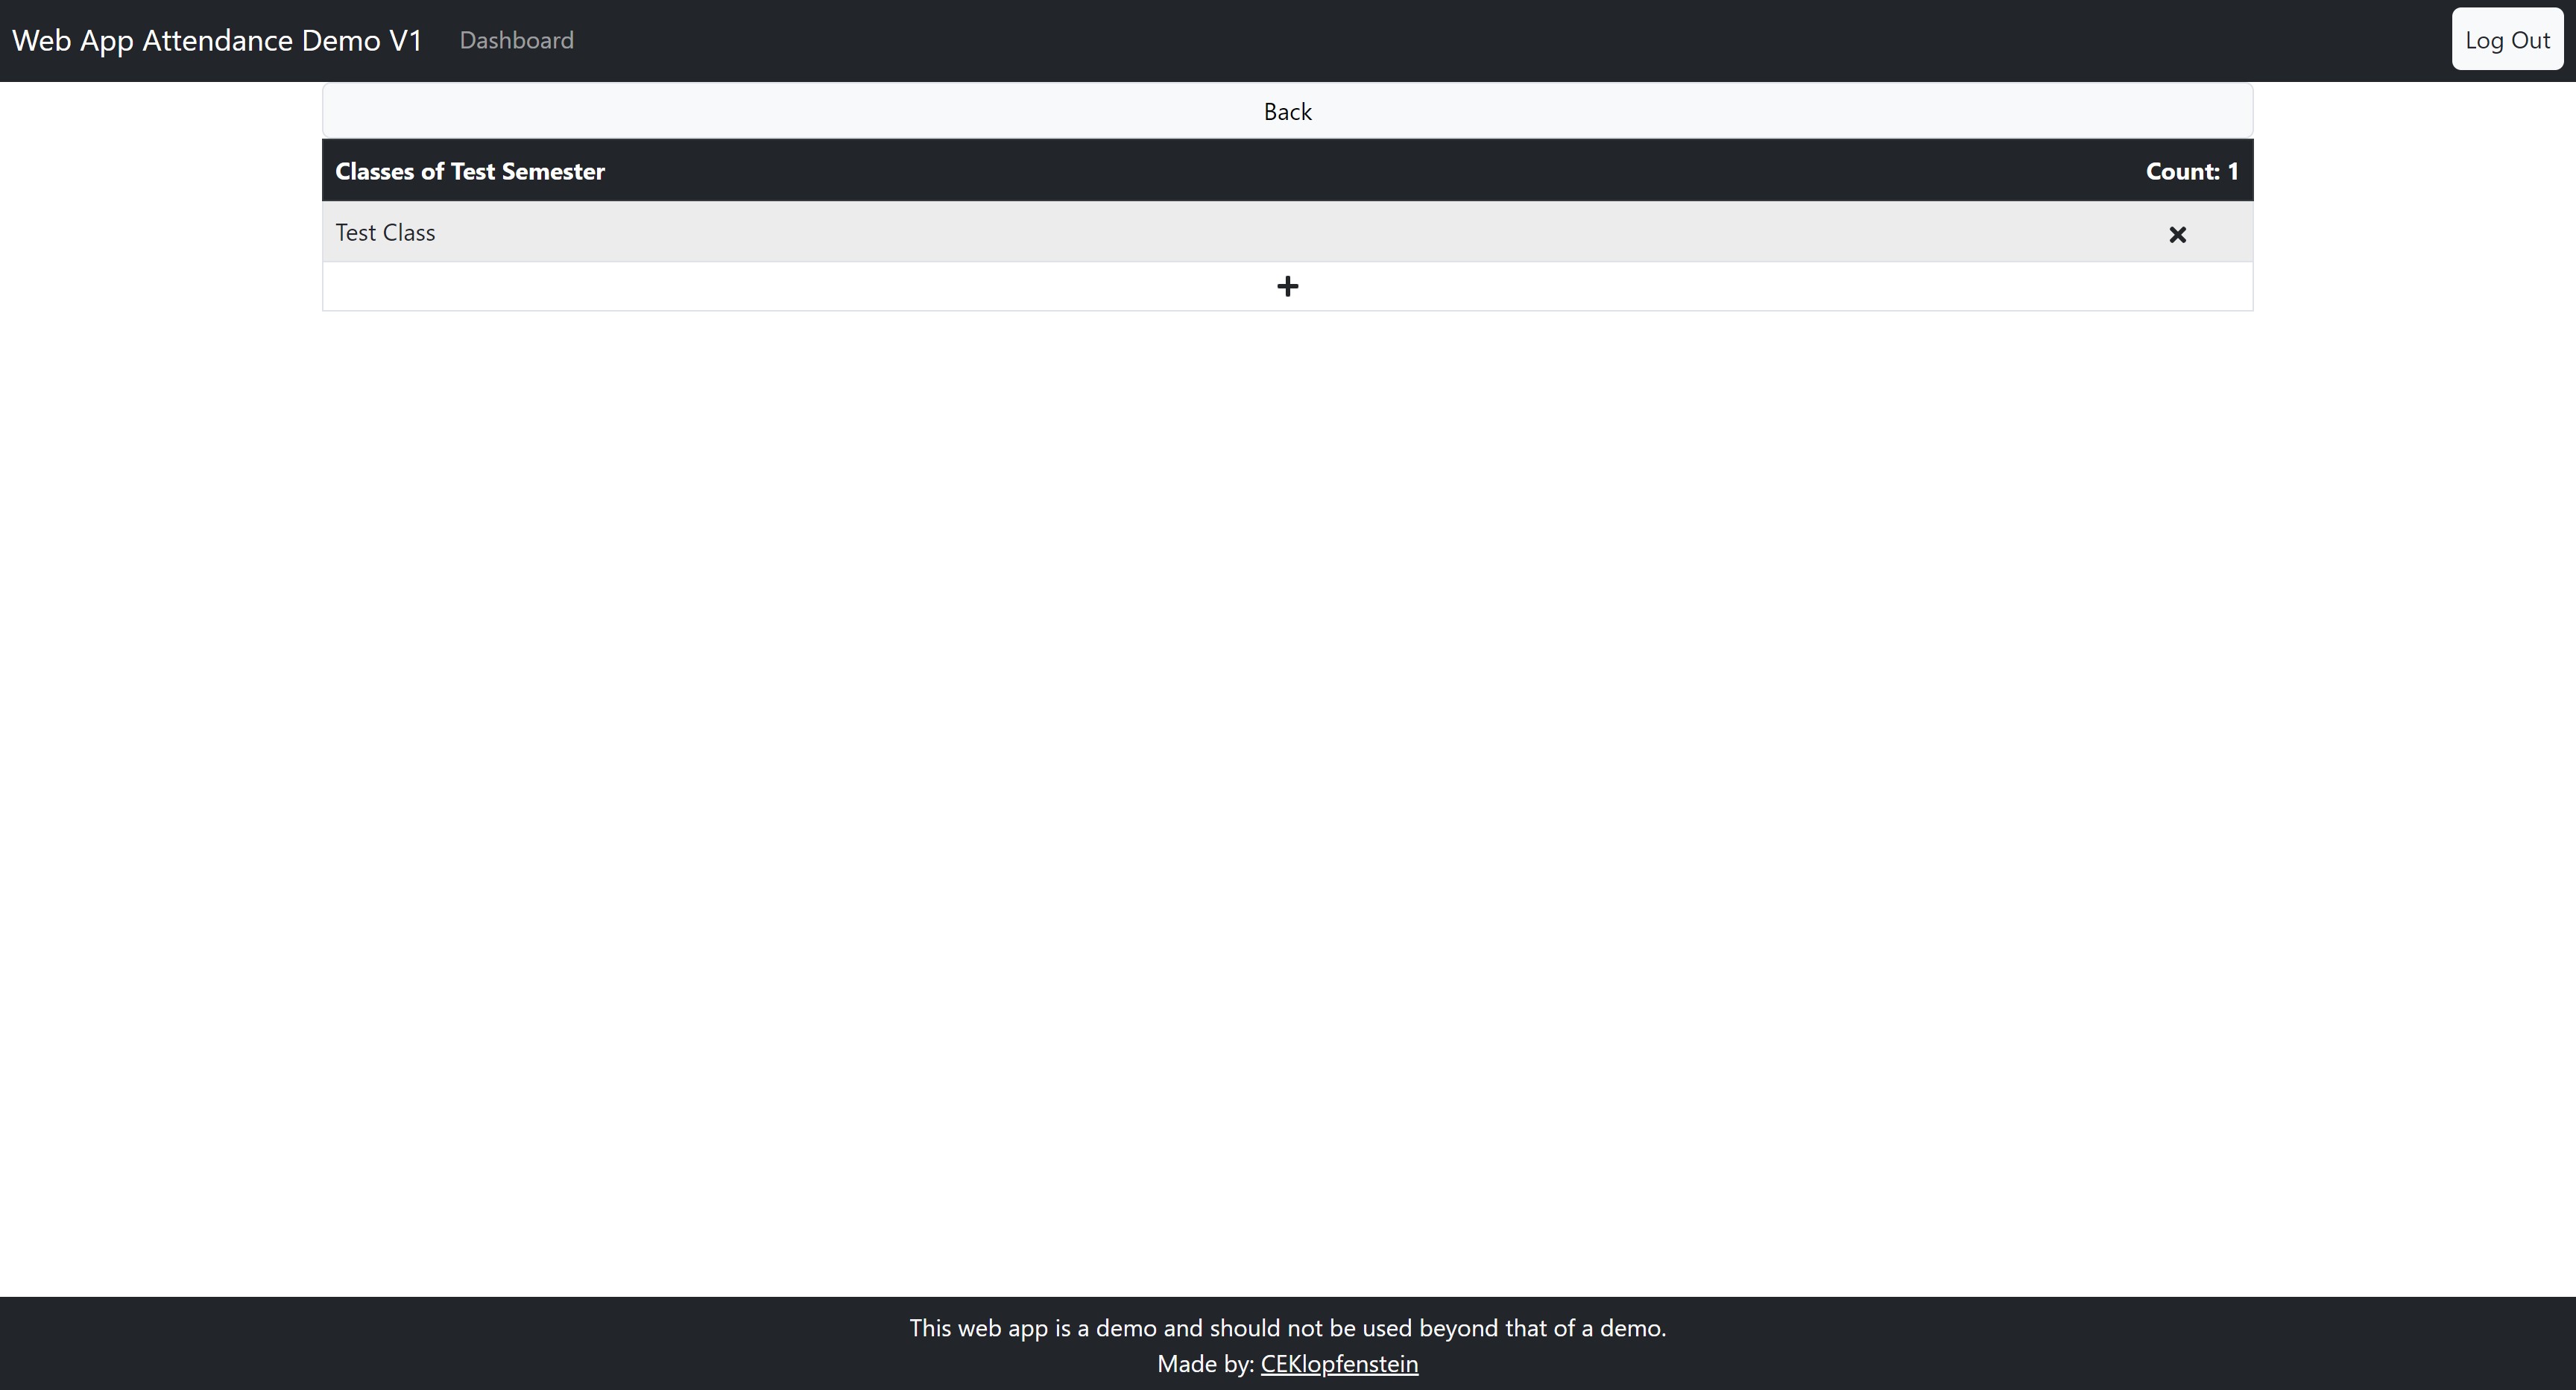 Web App Attendance Demo V1 Dashboard Log Out
Back
Classes of Test Semester Count: 1
Test Class
This web app is a demo and should not be used beyond that of a demo.
Made by: CEKlopfenstein